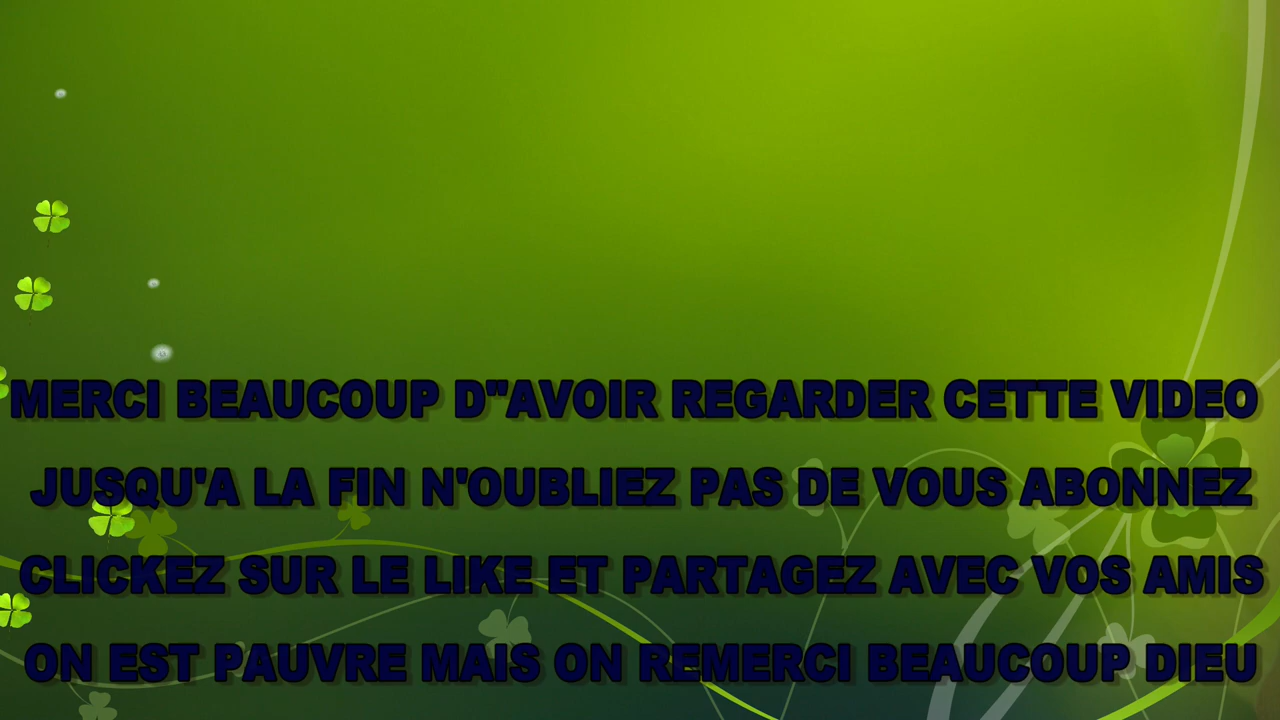 MERCI BEAUCOUP D"AVOIR REGARDER CETTE VIDEO
JUSQU'A LA FIN N'OUBLIEZ PAS DE VOUS ABONNEZ
CLICKEZ SUR LE LIKE ET PARTAGEZ AVEC VOS AMIS
ON EST PAUVRE MAIS ON REMERCI BEAUCOUP DIEU